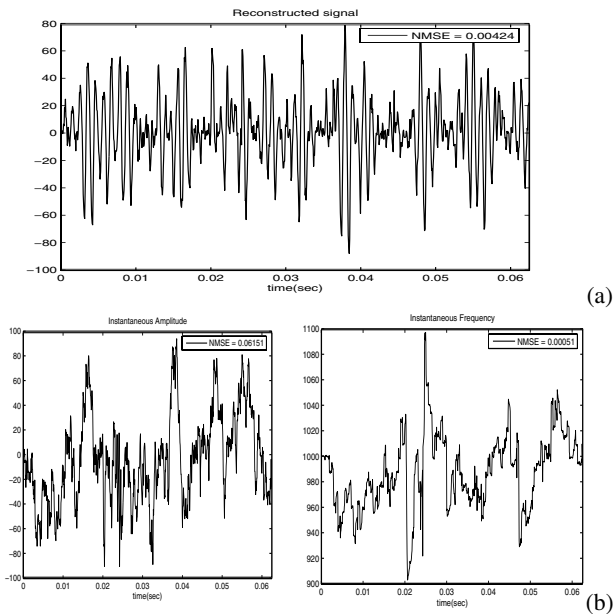 Reconstructed signal
NMSE = 0.00424
80
60
40
20
0
−20
−40
−60
−80
−100
0 0.01 0.02 0.03 0.04 0.05 0.06
time(sec)
(a)
Instantaneous Amplitude
NMSE = 0.06151
100
80
60
40
20
0
−20
−40
−60
−80
−100
0 0.01 0.02 0.03 0.04 0.05 0.06
time(sec)
Instantaneous Frequency
NMSE = 0.00051
1100
1080
1060
1040
1020
1000
980
960
940
920
900
0 0.01 0.02 0.03 0.04 0.05 0.06
time(sec)
(b)